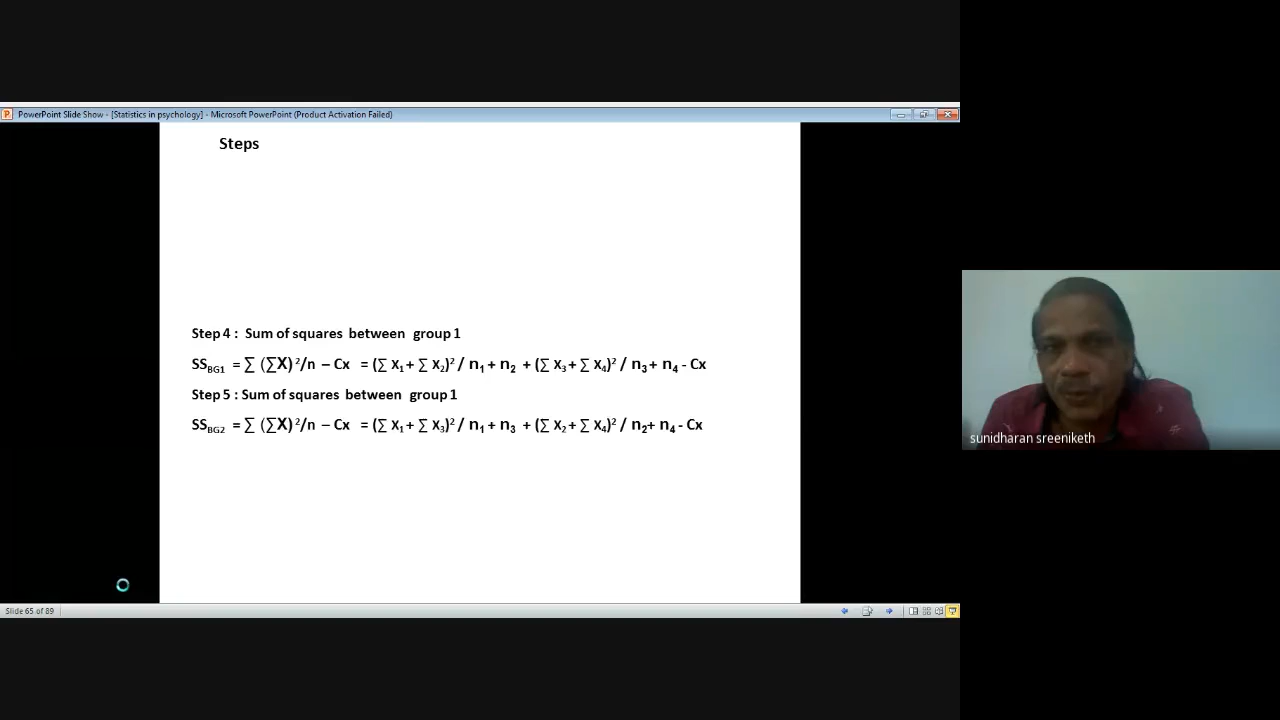 PowerPoint Slide Show - [Statistics in psychology] - Microsoft PowerPoint (Product Activation Failed)
Steps
Step 4 : Sum of squares between group 1
SS_BG1 = ∑ (∑X)²/n – Cx = (∑ X₁ + ∑ X₂)² / n₁ + n₂ + (∑ X₃ + ∑ X₄)² / n₃ + n₄ - Cx
Step 5 : Sum of squares between group 1
SS_BG2 = ∑ (∑X)²/n – Cx = (∑ X₁ + ∑ X₃)² / n₁ + n₃ + (∑ X₂ + ∑ X₄)² / n₂+ n₄ - Cx
sunidharan sreeniketh
Slide 65 of 89